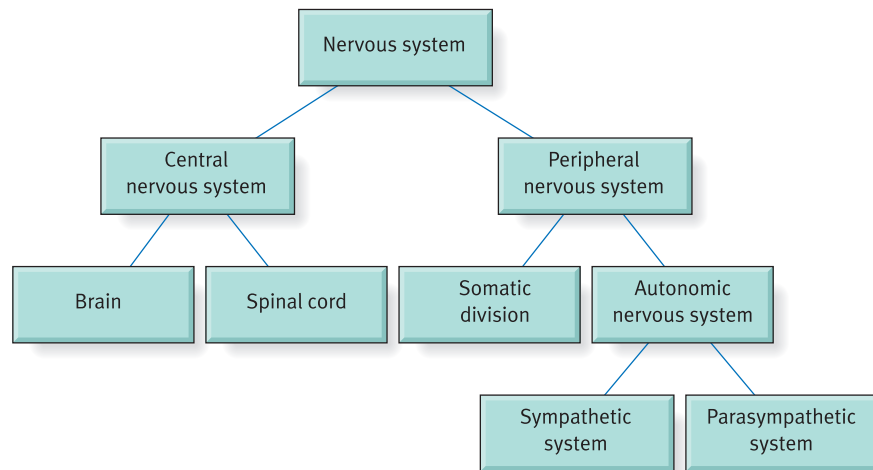 Nervous system
Central
nervous system
Peripheral
nervous system
Brain
Spinal cord
Somatic
division
Autonomic
nervous system
Sympathetic
system
Parasympathetic
system